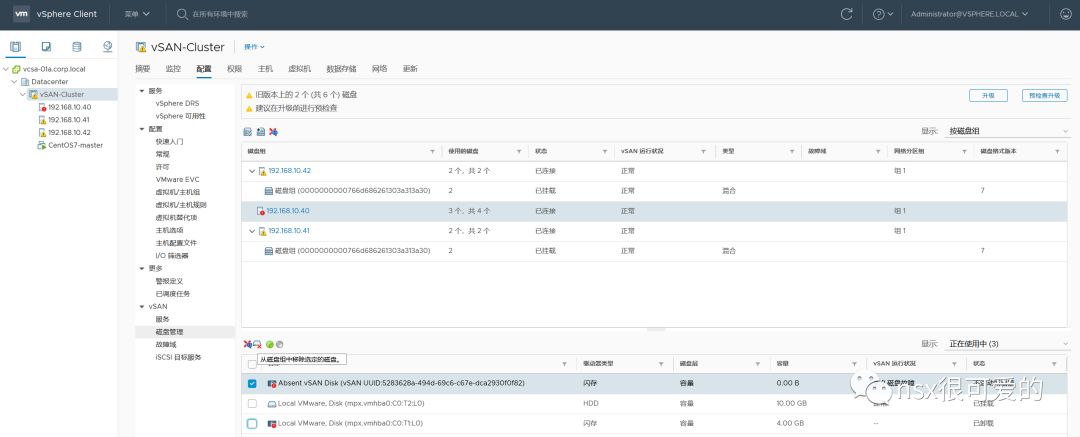 vm vSphere Client 菜单 在所有环境中搜索 Administrator@VSPHERE.LOCAL
vcsa-01a.corp.local
Datacenter
vSAN-Cluster
192.168.10.40
192.168.10.41
192.168.10.42
CentOS7-master
vSAN-Cluster 操作
摘要 监控 配置 权限 主机 虚拟机 数据存储 网络 更新
服务
vSphere DRS
vSphere 可用性
配置
快速入门
常规
许可
VMware EVC
虚拟机/主机组
虚拟机/主机规则
虚拟机替代项
主机选项
主机配置文件
I/O 筛选器
更多
警报定义
已调度任务
vSAN
服务
磁盘管理
故障域
iSCSI 目标服务
旧版本上的 2 个 (共 6 个) 磁盘
建议在升级前进行预检查
升级 预检查升级
显示: 按磁盘组
磁盘组 使用的磁盘 状态 vSAN 运行状况 类型 故障域 网络分区组 磁盘格式版本
192.168.10.42 2 个，共 2 个 已连接 正常 组 1
磁盘组 (0000000000766d686261303a313a30) 2 已挂载 正常 混合 7
192.168.10.40 3 个，共 4 个 已连接 正常 组 1
192.168.10.41 2 个，共 2 个 已连接 正常 组 1
磁盘组 (0000000000766d686261303a313a30) 2 已挂载 正常 混合 7
显示: 正在使用中 (3)
从磁盘组中移除选定的磁盘。
驱动器类型 磁盘层 容量 vSAN 运行状况 状态
Absent vSAN Disk (vSAN UUID:5283628a-494d-69c6-c67e-dca2930f0f82) 闪存 容量 0.00 B 磁盘故障
Local VMware, Disk (mpx.vmhba0:C0:T2:L0) HDD 容量 10.00 GB 正常 已挂载
Local VMware, Disk (mpx.vmhba0:C0:T1:L0) 闪存 容量 4.00 GB -- 已卸载
nsx很可爱的